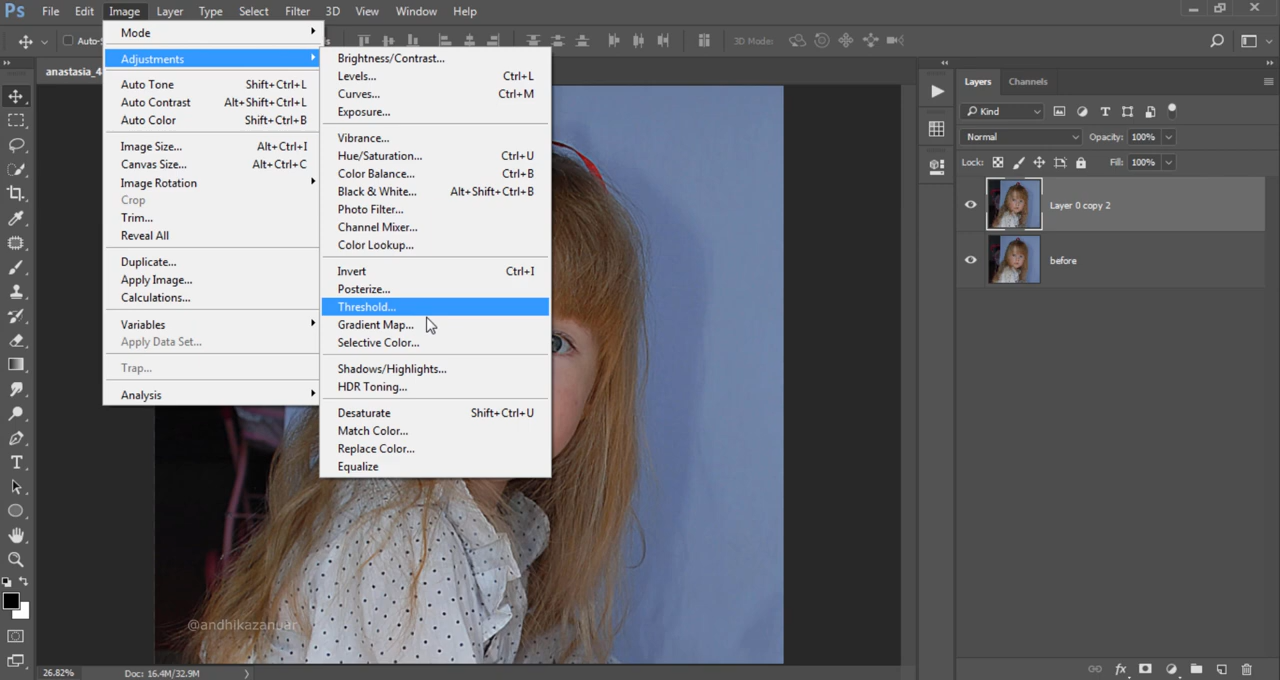 Ps File Edit Image Layer Type Select Filter 3D View Window Help
3D Mode:
anastasia_4
Mode
Adjustments
Auto Tone Shift+Ctrl+L
Auto Contrast Alt+Shift+Ctrl+L
Auto Color Shift+Ctrl+B
Image Size... Alt+Ctrl+I
Canvas Size... Alt+Ctrl+C
Image Rotation
Crop
Trim...
Reveal All
Duplicate...
Apply Image...
Calculations...
Variables
Apply Data Set...
Trap...
Analysis
Brightness/Contrast...
Levels... Ctrl+L
Curves... Ctrl+M
Exposure...
Vibrance...
Hue/Saturation... Ctrl+U
Color Balance... Ctrl+B
Black & White... Alt+Shift+Ctrl+B
Photo Filter...
Channel Mixer...
Color Lookup...
Invert Ctrl+I
Posterize...
Threshold...
Gradient Map...
Selective Color...
Shadows/Highlights...
HDR Toning...
Desaturate Shift+Ctrl+U
Match Color...
Replace Color...
Equalize
Layers Channels
Kind
Normal Opacity: 100%
Lock: Fill: 100%
Layer 0 copy 2
before
@andhikazanuar
26.82% Doc: 16.4M/32.9M